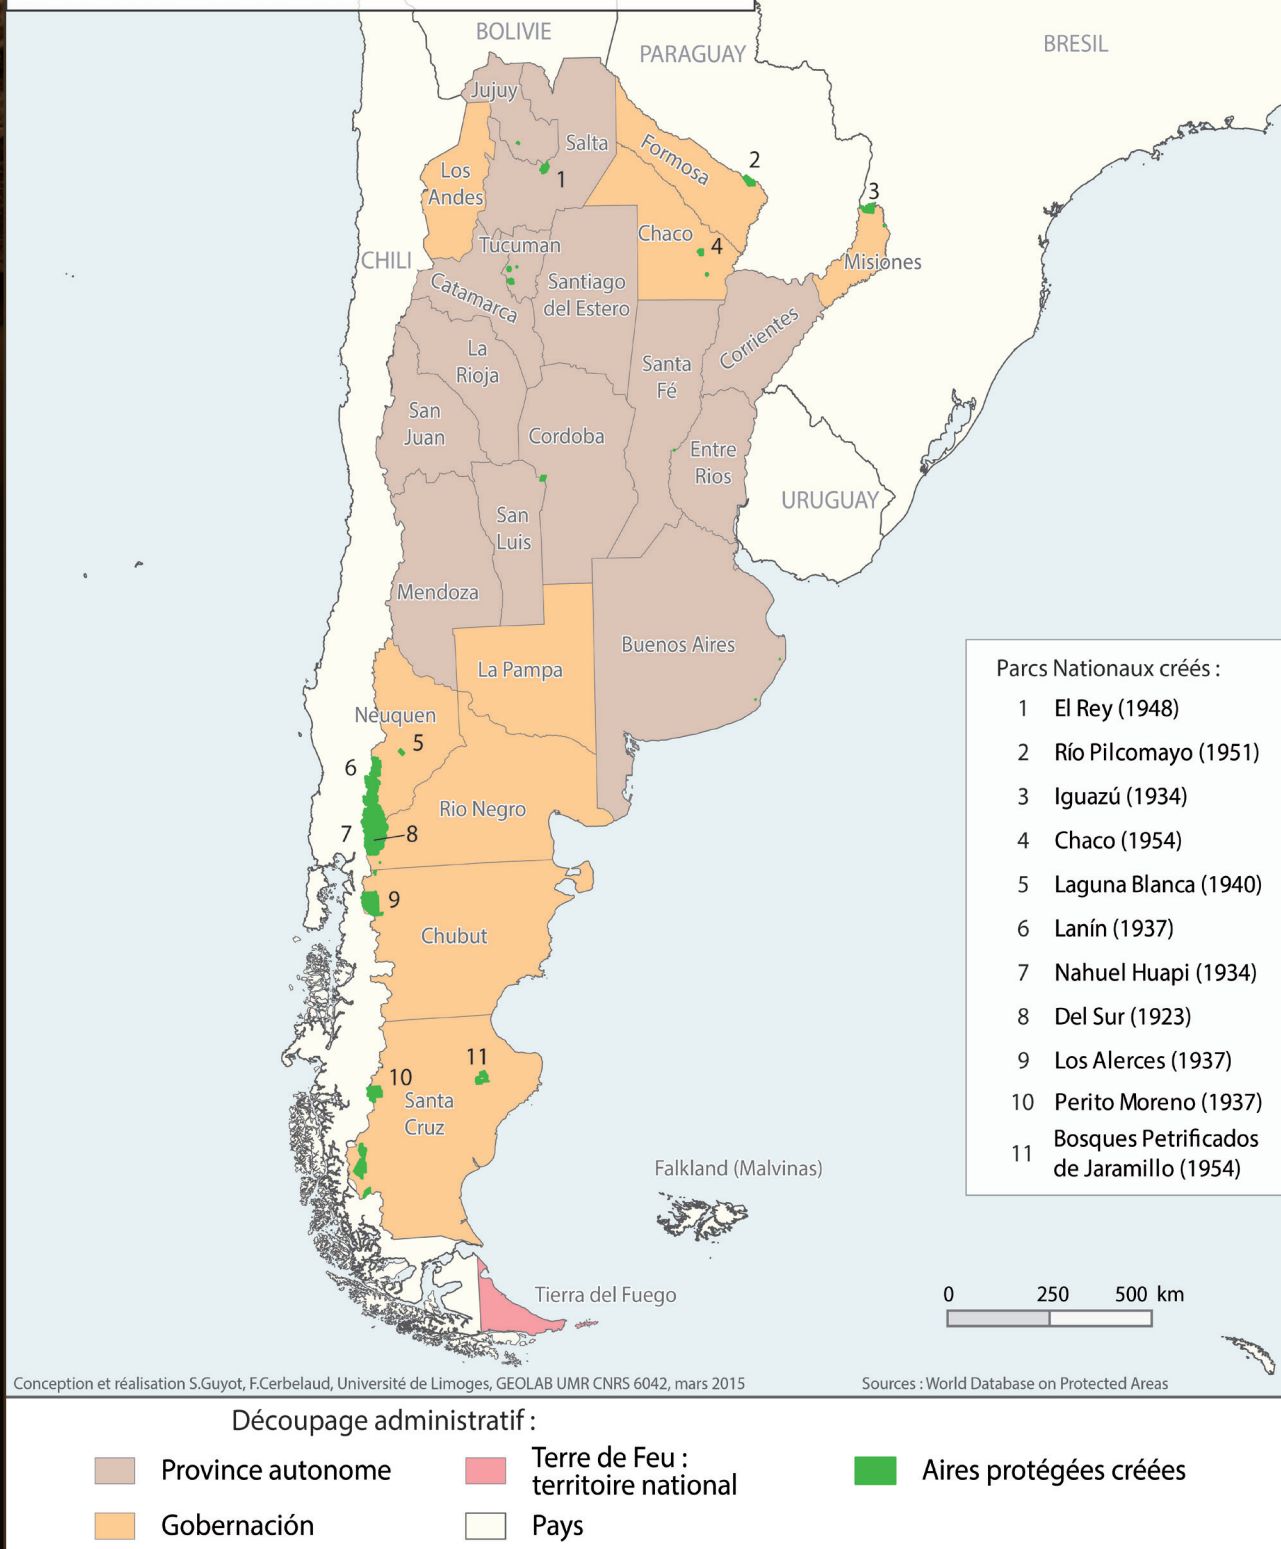 BOLIVIE
PARAGUAY
BRESIL
Jujuy
Salta
Formosa
2
Los
Andes
1
3
Chaco
4
Tucuman
CHILI
Misiones
Catamarca
Santiago
del Estero
Corrientes
La
Rioja
Santa
Fé
San
Juan
Cordoba
Entre
Rios
URUGUAY
San
Luis
Mendoza
Buenos Aires
La Pampa
Neuquen
5
6
Rio Negro
7
8
9
Chubut
11
10
Santa
Cruz
Falkland (Malvinas)
Tierra del Fuego
Parcs Nationaux créés :
1 El Rey (1948)
2 Río Pilcomayo (1951)
3 Iguazú (1934)
4 Chaco (1954)
5 Laguna Blanca (1940)
6 Lanín (1937)
7 Nahuel Huapi (1934)
8 Del Sur (1923)
9 Los Alerces (1937)
10 Perito Moreno (1937)
11 Bosques Petrificados
de Jaramillo (1954)
0 250 500 km
Conception et réalisation S.Guyot, F.Cerbelaud, Université de Limoges, GEOLAB UMR CNRS 6042, mars 2015
Sources : World Database on Protected Areas
Découpage administratif :
Province autonome
Gobernación
Terre de Feu :
territoire national
Pays
Aires protégées créées